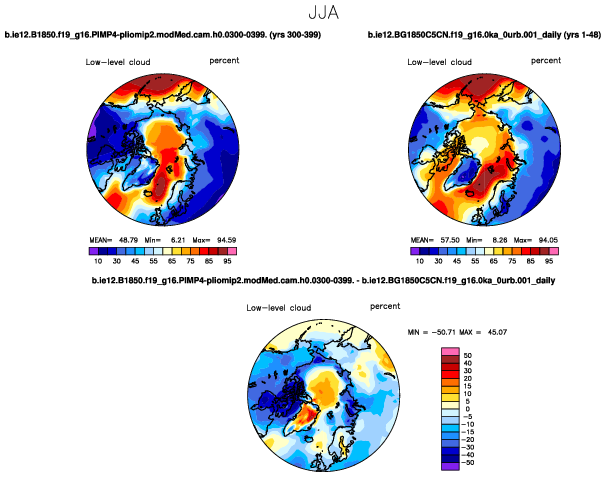 JJA
b.ie12.B1850.f19_g16.PIMP4-pliomip2.modMed.cam.h0.0300-0399. (yrs 300-399)
b.ie12.BG1850C5CN.f19_g16.0ka_0urb.001_daily (yrs 1-48)
Low-level cloud percent
Low-level cloud percent
MEAN= 48.79 Min= 6.21 Max= 94.59
MEAN= 57.50 Min= 8.26 Max= 94.05
10 30 45 55 65 75 85 95
10 30 45 55 65 75 85 95
b.ie12.B1850.f19_g16.PIMP4-pliomip2.modMed.cam.h0.0300-0399. - b.ie12.BG1850C5CN.f19_g16.0ka_0urb.001_daily
Low-level cloud percent
MIN = -50.71 MAX = 45.07
50
40
30
20
15
10
5
0
-5
-10
-15
-20
-30
-40
-50